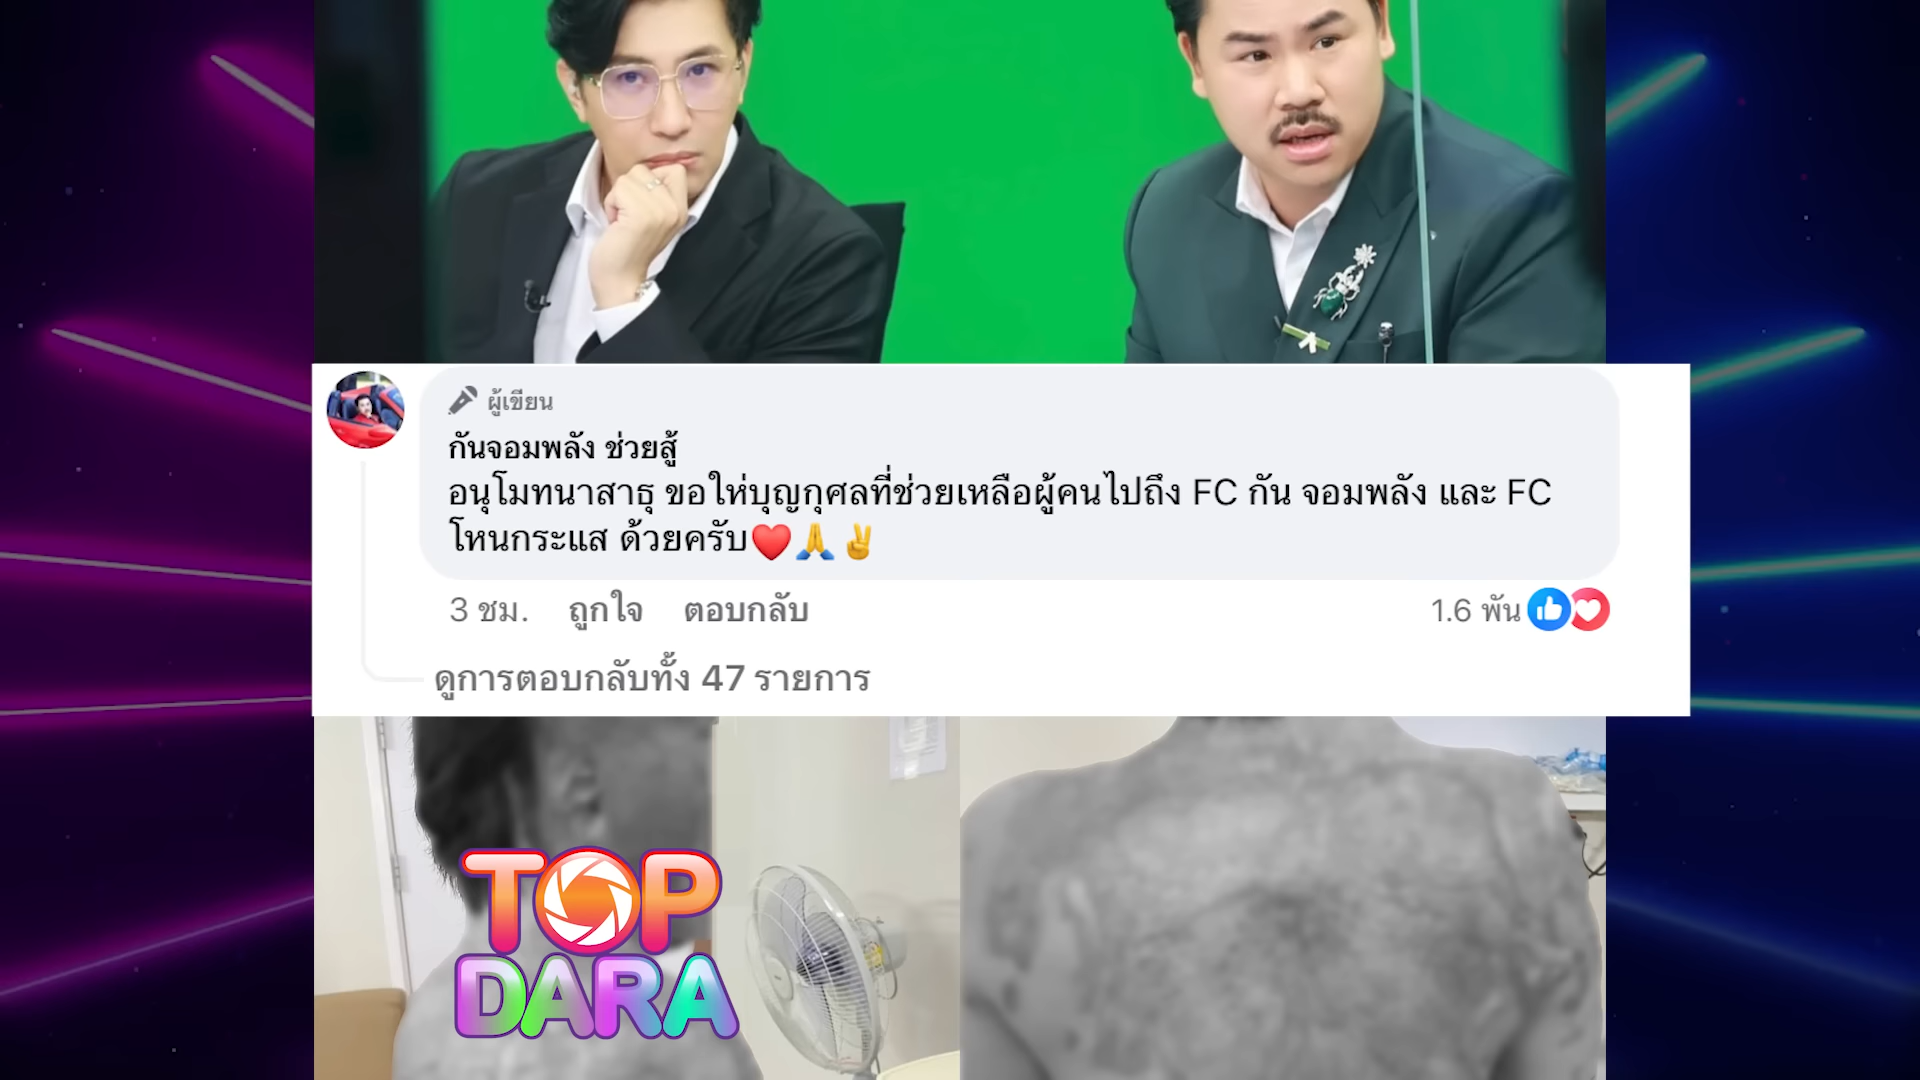 ผู้เขียน
กันจอมพลัง ช่วยสู้
อนุโมทนาสาธุ ขอให่บุญกุศลที่ช่วยเหลือผู้คนไปถึง FC กัน จอมพลัง และ FC
โหนกระแส ด้วยครับ❤️🙏✌️
3 ชม. ถูกใจ ตอบกลับ 1.6 พัน
ดูการตอบกลับทั้ง 47 รายการ
TOP
DARA